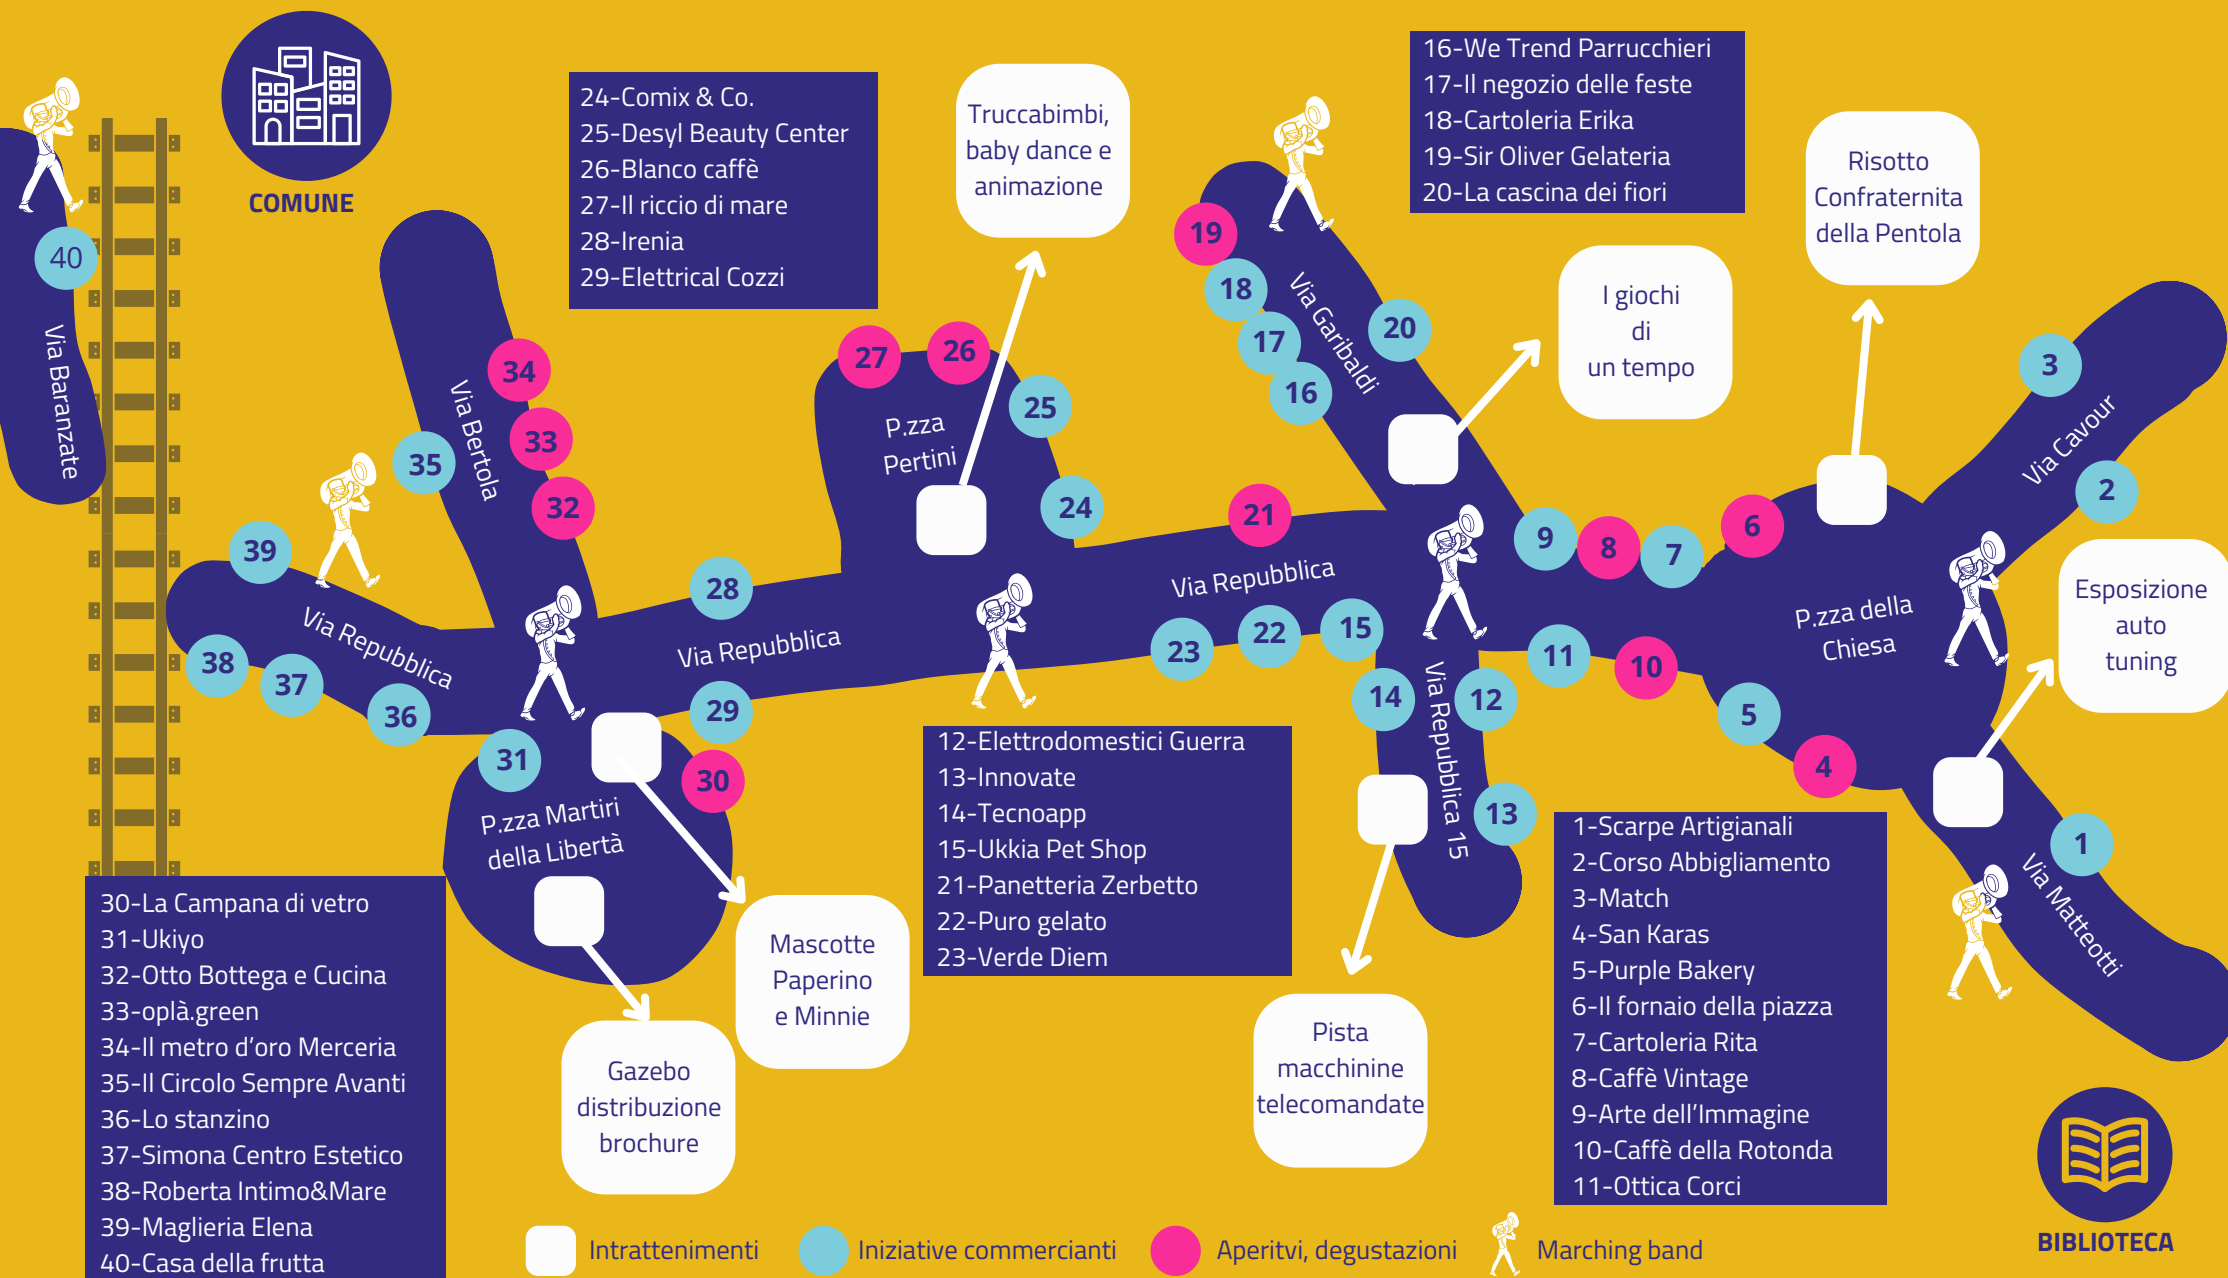 COMUNE
24-Comix & Co.
25-Desyl Beauty Center
26-Blanco caffè
27-Il riccio di mare
28-Irenia
29-Elettrical Cozzi
Truccabimbi,
baby dance e
animazione
16-We Trend Parrucchieri
17-Il negozio delle feste
18-Cartoleria Erika
19-Sir Oliver Gelateria
20-La cascina dei fiori
Risotto
Confraternita
della Pentola
I giochi
di
un tempo
Esposizione
auto
tuning
40
Via Baranzate
34
33
32
35
Via Bertola
39
38
37
36
Via Repubblica
27
26
25
24
P.zza
Pertini
28
29
Via Repubblica
31
30
P.zza Martiri
della Libertà
19
18
17
16
20
Via Garibaldi
21
Via Repubblica
23
22
15
14
12
13
Via Repubblica 15
9
8
7
6
11
10
5
4
P.zza della
Chiesa
3
2
Via Cavour
1
Via Matteotti
12-Elettrodomestici Guerra
13-Innovate
14-Tecnoapp
15-Ukkia Pet Shop
21-Panetteria Zerbetto
22-Puro gelato
23-Verde Diem
1-Scarpe Artigianali
2-Corso Abbigliamento
3-Match
4-San Karas
5-Purple Bakery
6-Il fornaio della piazza
7-Cartoleria Rita
8-Caffè Vintage
9-Arte dell'Immagine
10-Caffè della Rotonda
11-Ottica Corci
30-La Campana di vetro
31-Ukiyo
32-Otto Bottega e Cucina
33-oplà.green
34-Il metro d'oro Merceria
35-Il Circolo Sempre Avanti
36-Lo stanzino
37-Simona Centro Estetico
38-Roberta Intimo&Mare
39-Maglieria Elena
40-Casa della frutta
Mascotte
Paperino
e Minnie
Gazebo
distribuzione
brochure
Pista
macchinine
telecomandate
BIBLIOTECA
Intrattenimenti
Iniziative commercianti
Aperitvi, degustazioni
Marching band